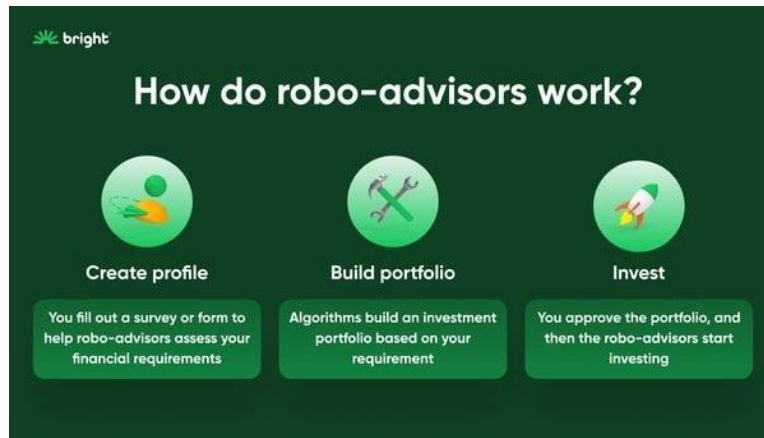 bright
How do robo-advisors work?
Create profile
Build portfolio
Invest
You fill out a survey or form to
help robo-advisors assess your
financial requirements
Algorithms build an investment
portfolio based on your
requirement
You approve the portfolio, and
then the robo-advisors start
investing